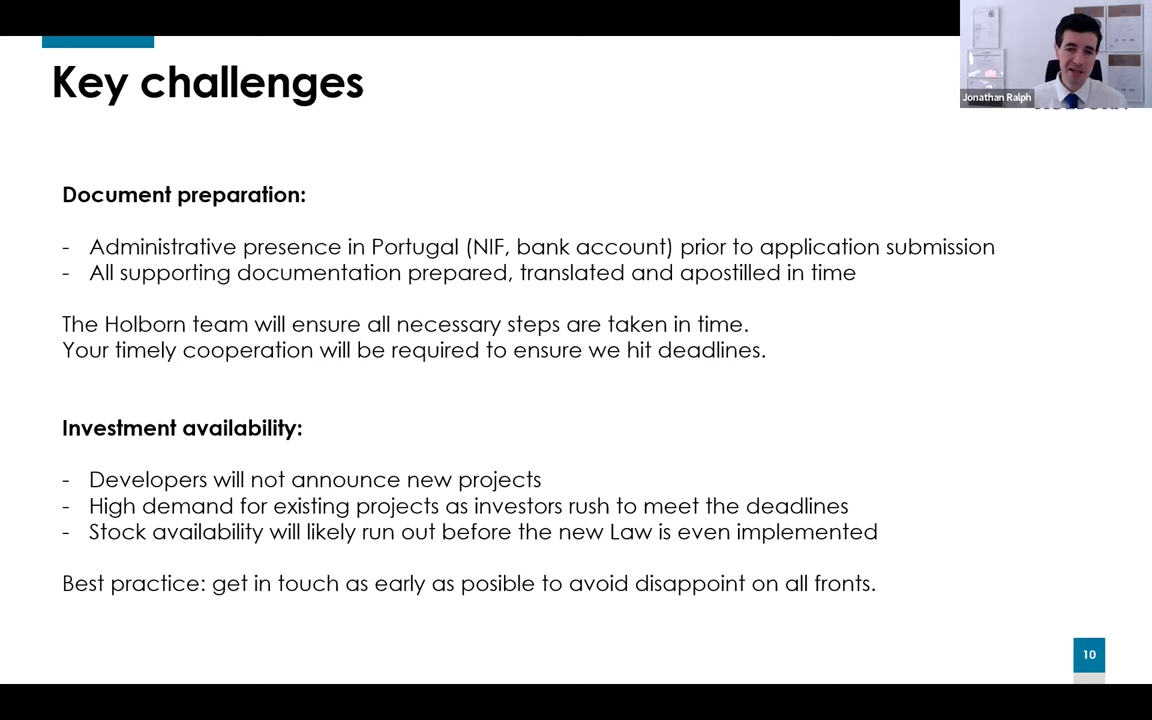 Key challenges
Jonathan Ralph
Document preparation:
- Administrative presence in Portugal (NIF, bank account) prior to application submission
- All supporting documentation prepared, translated and apostilled in time
The Holborn team will ensure all necessary steps are taken in time.
Your timely cooperation will be required to ensure we hit deadlines.
Investment availability:
- Developers will not announce new projects
- High demand for existing projects as investors rush to meet the deadlines
- Stock availability will likely run out before the new Law is even implemented
Best practice: get in touch as early as posible to avoid disappoint on all fronts.
10